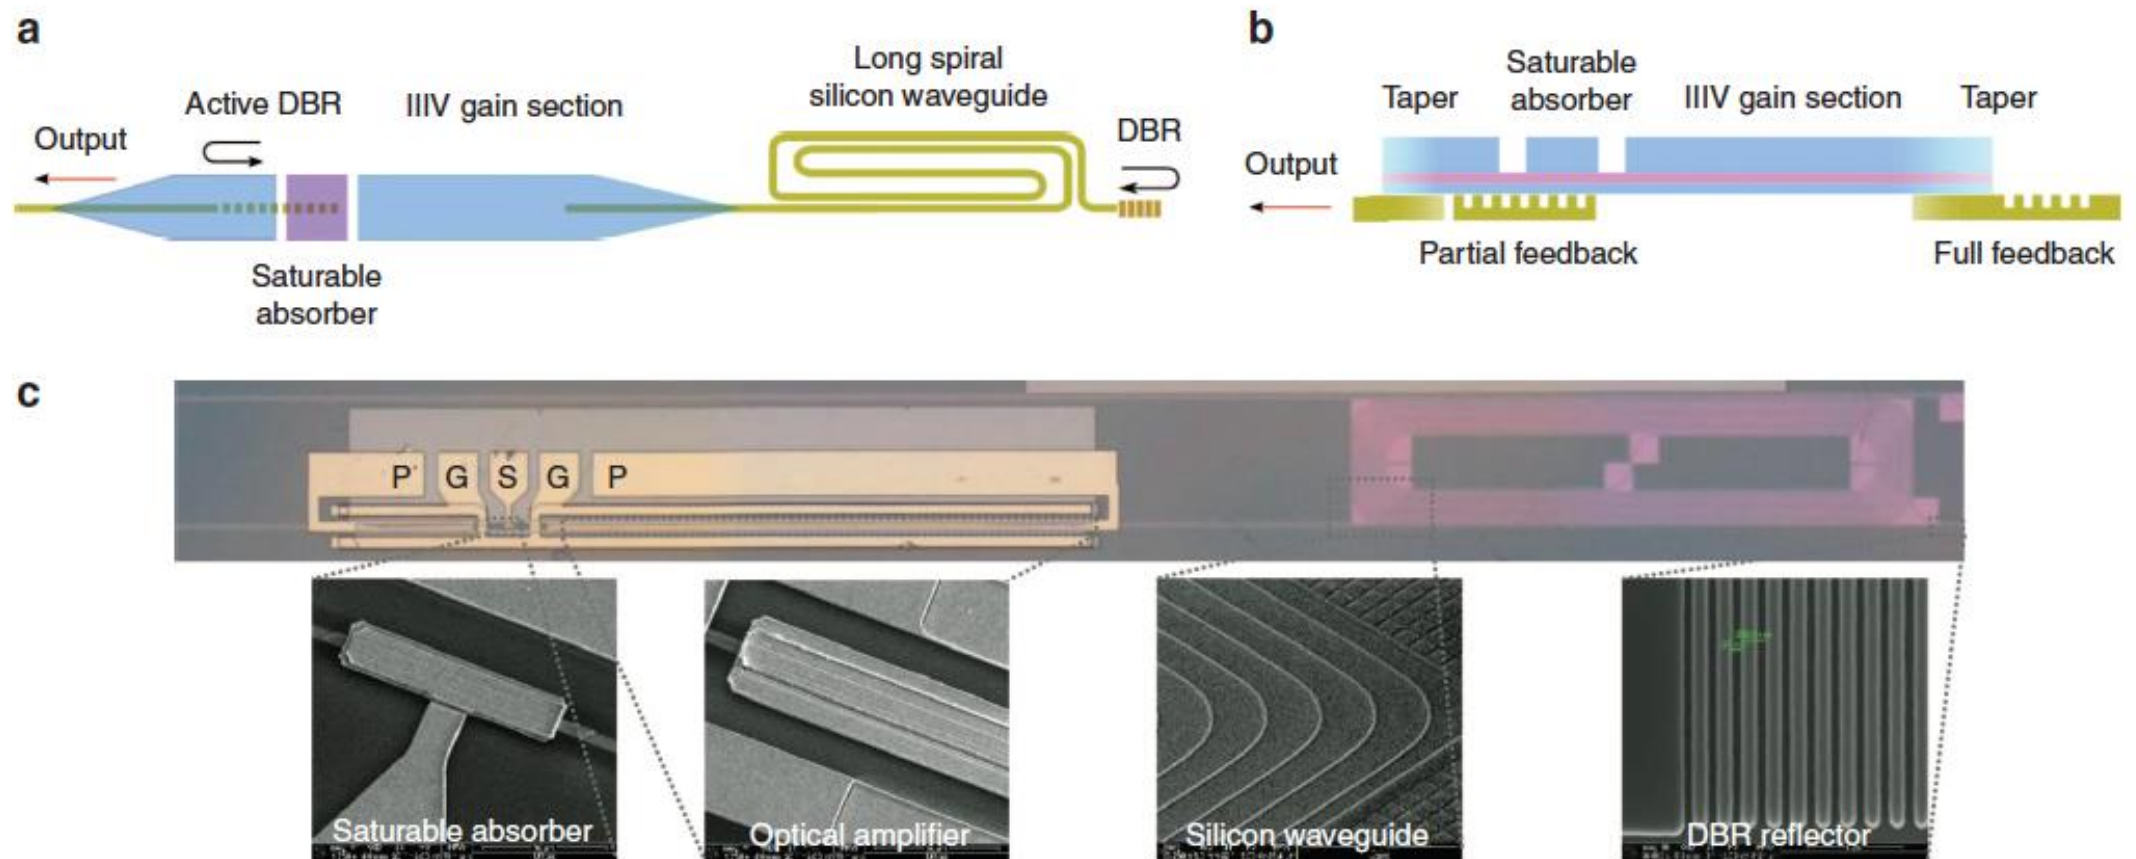 a
Active DBR
IIIV gain section
Output
Long spiral
silicon waveguide
DBR
Saturable
absorber
b
Taper
Saturable
absorber
IIIV gain section
Taper
Output
Partial feedback
Full feedback
c
P G S G P
Saturable absorber
Optical amplifier
Silicon waveguide
DBR reflector